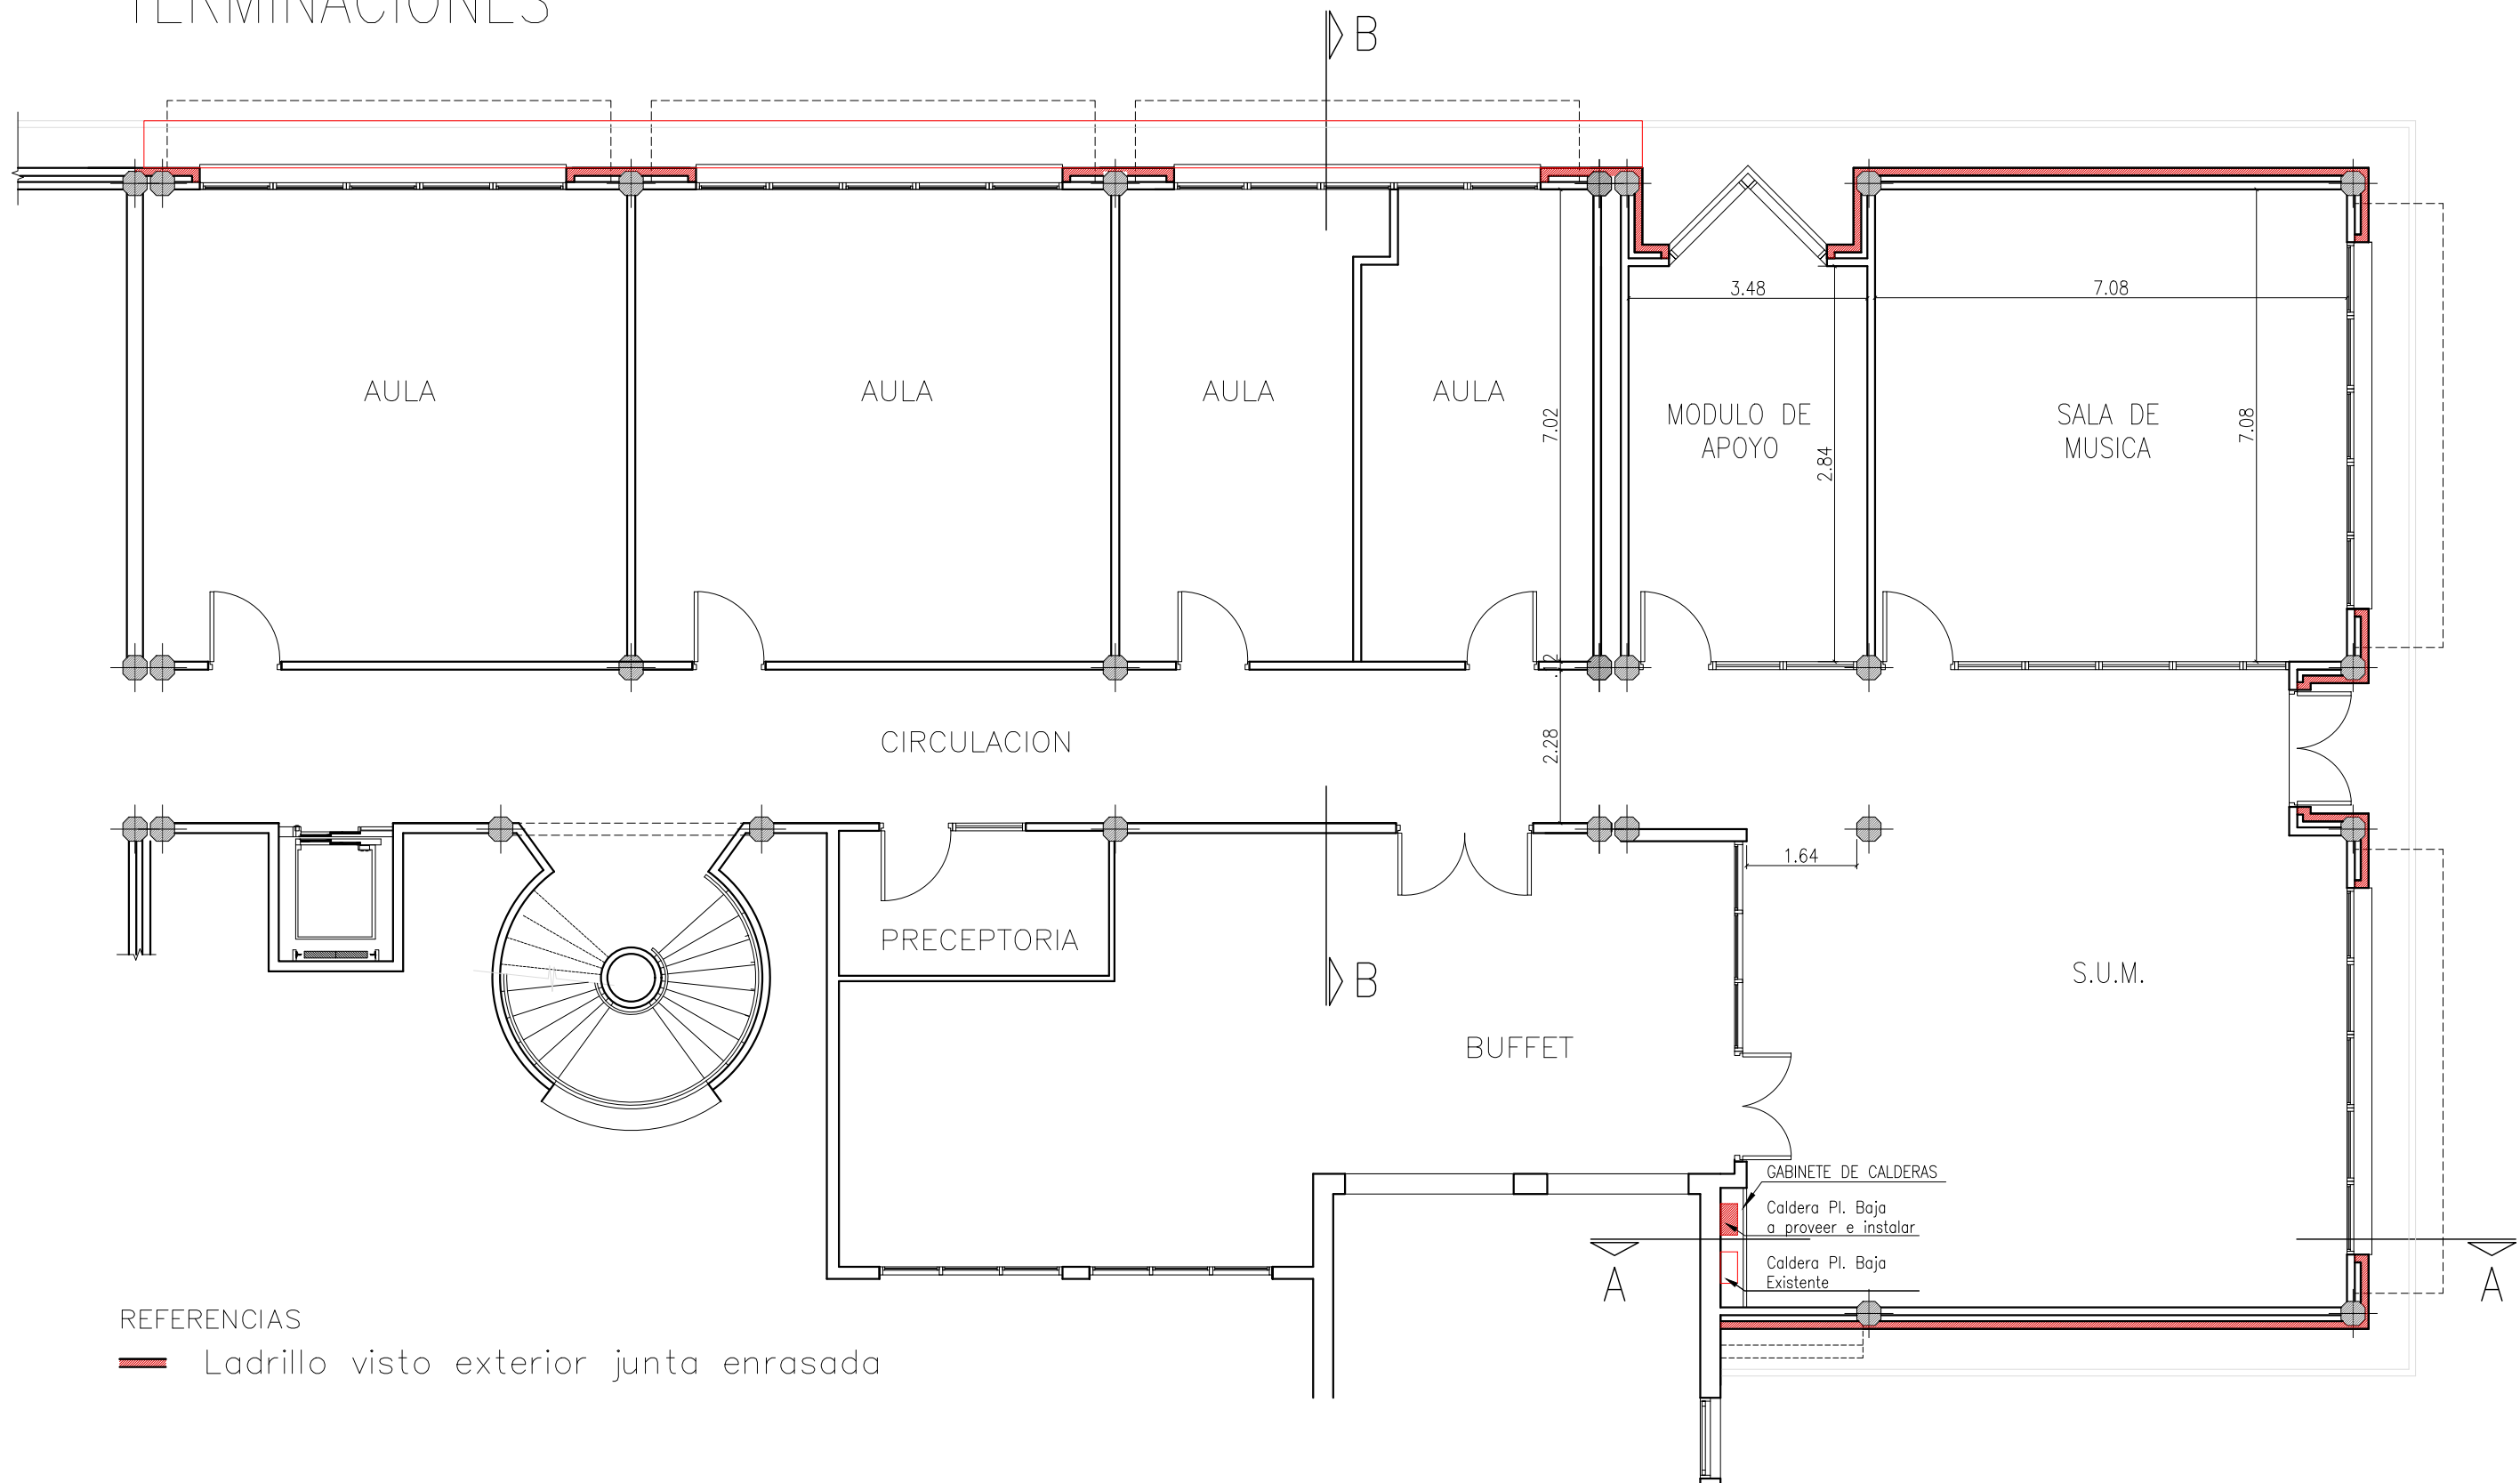 TERMINACIONES
B
3.48
7.08
AULA
AULA
AULA
AULA
7.02
MODULO DE
APOYO
2.84
SALA DE
MUSICA
7.08
CIRCULACION
2.28
1.64
PRECEPTORIA
B
S.U.M.
BUFFET
GABINETE DE CALDERAS
Caldera Pl. Baja
a proveer e instalar
Caldera Pl. Baja
Existente
A
A
REFERENCIAS
Ladrillo visto exterior junta enrasada